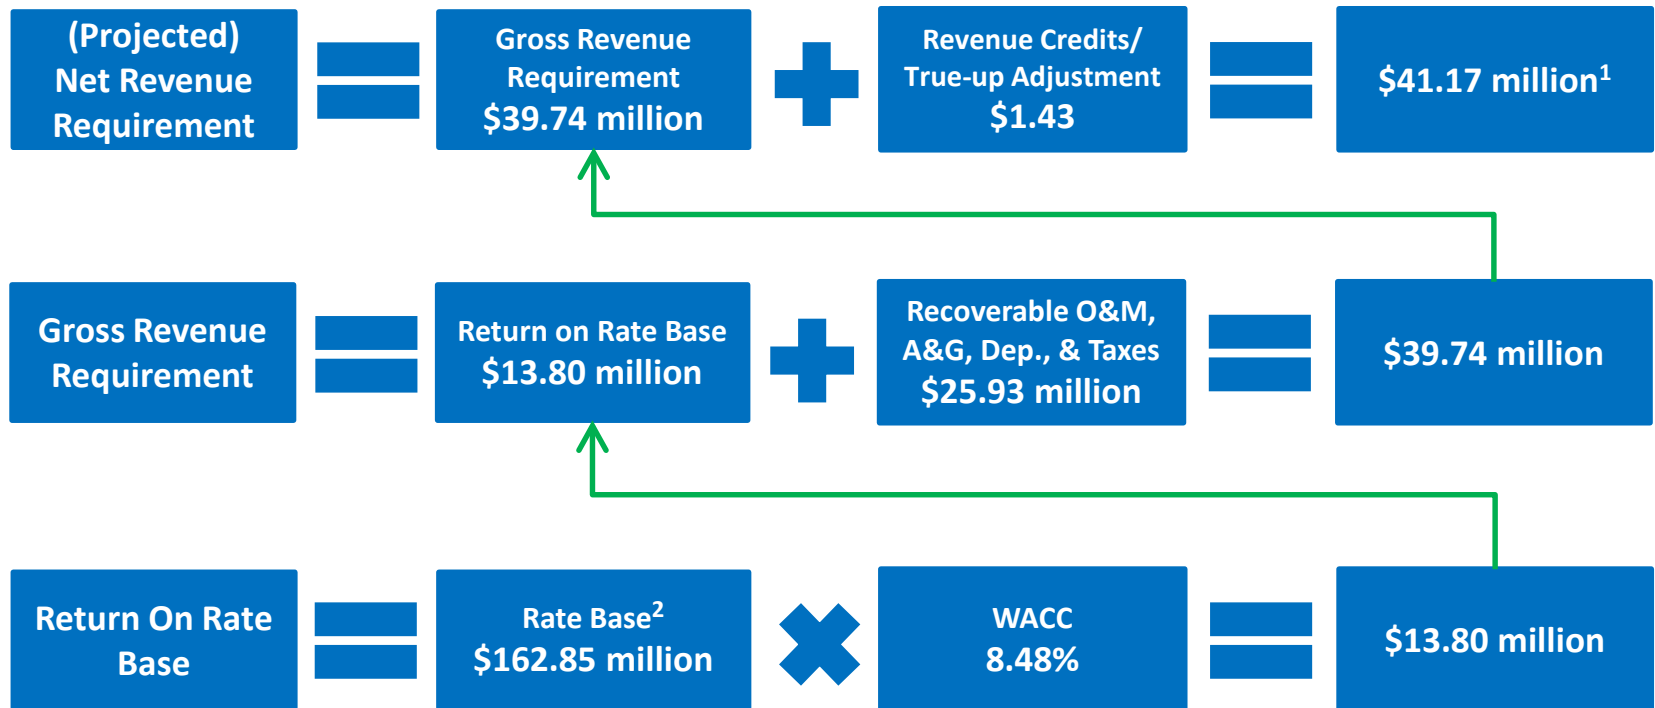 (Projected)
Net Revenue
Requirement
Gross Revenue
Requirement
$39.74 million
Revenue Credits/
True-up Adjustment
$1.43
$41.17 million1
Gross Revenue
Requirement
Return on Rate Base
$13.80 million
Recoverable O&M,
A&G, Dep., & Taxes
$25.93 million
$39.74 million
Return On Rate
Base
Rate Base2
$162.85 million
WACC
8.48%
$13.80 million